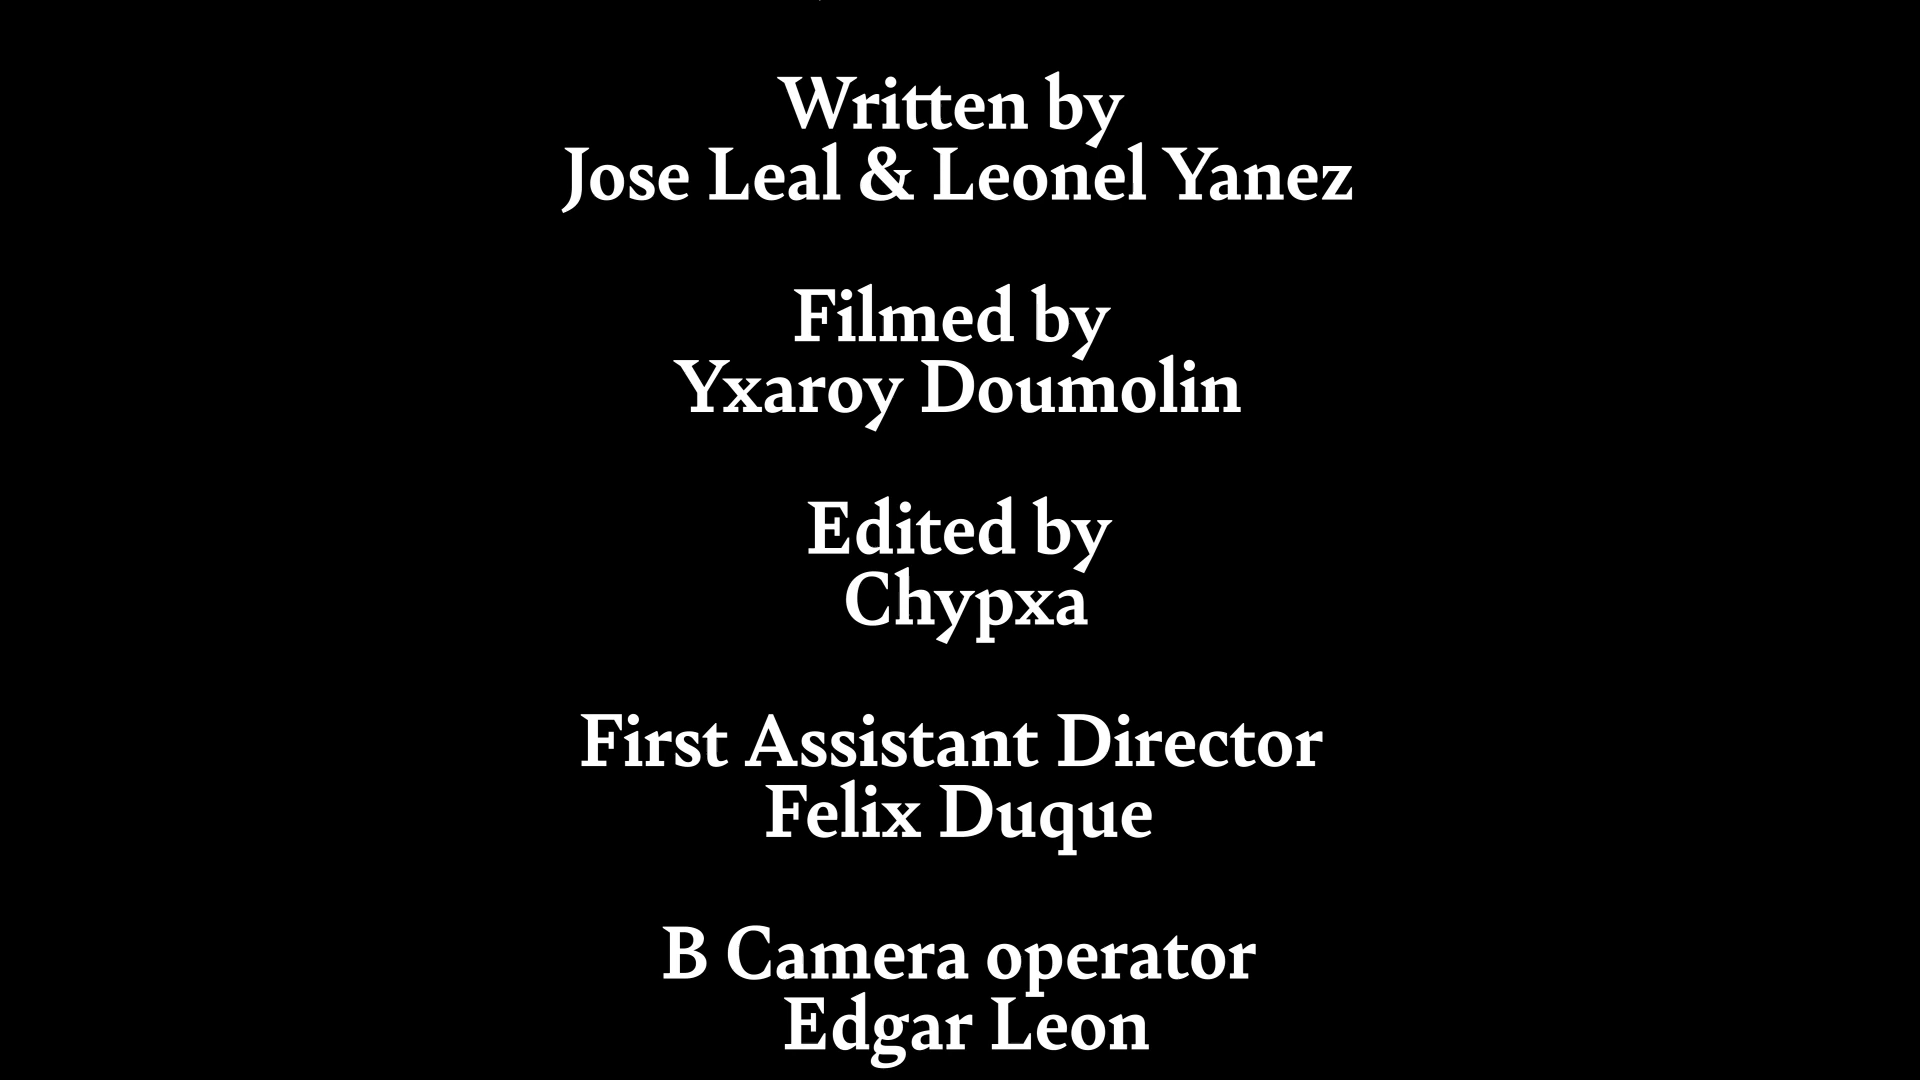 Written by
Jose Leal & Leonel Yanez
Filmed by
Yxaroy Doumolin
Edited by
Chypxa
First Assistant Director
Felix Duque
B Camera operator
Edgar Leon